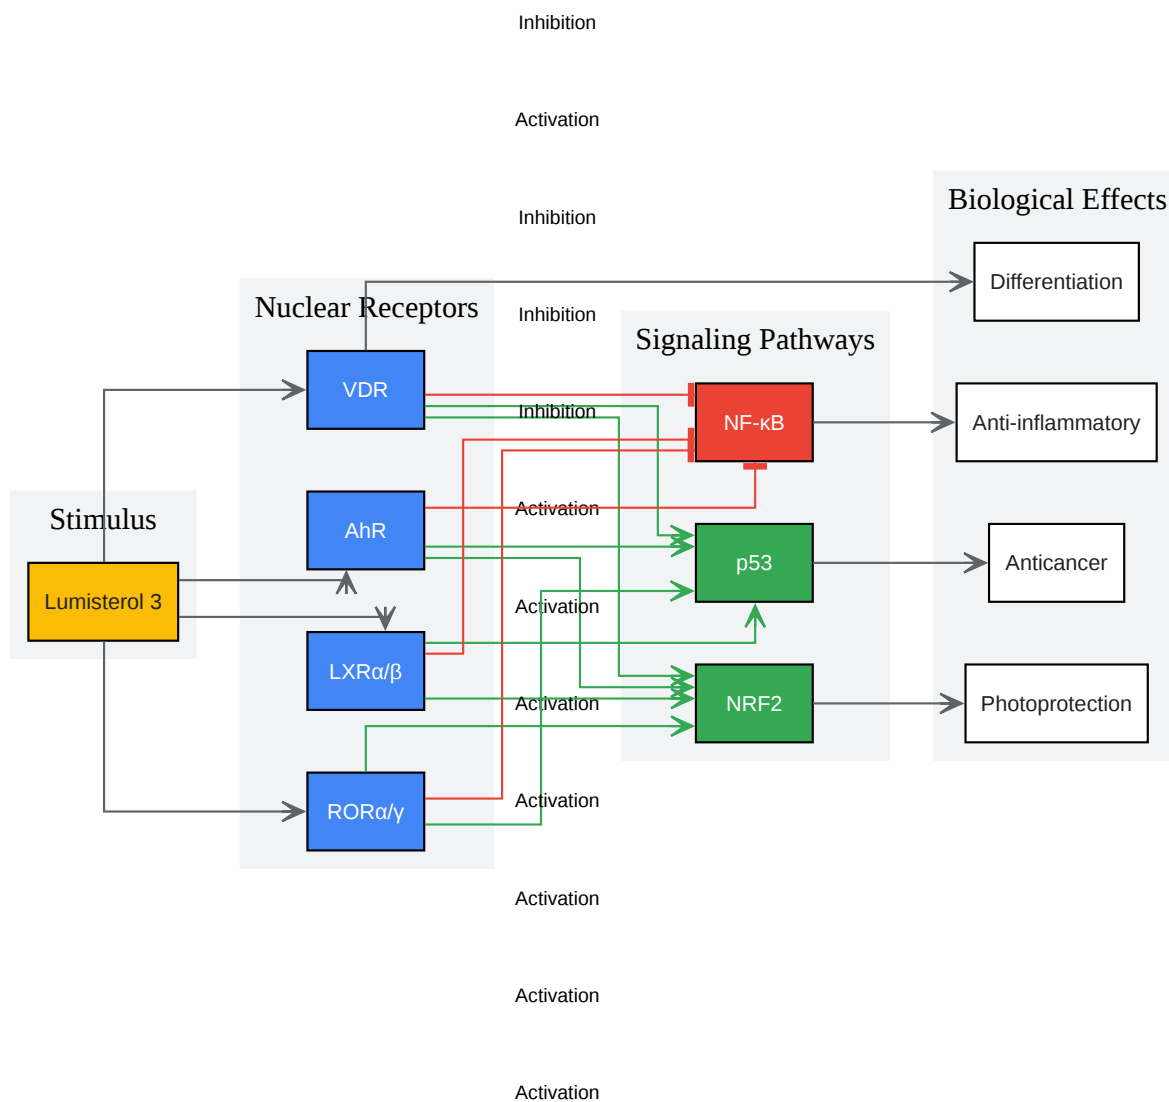 Inhibition
Activation
Inhibition
Inhibition
Inhibition
Activation
Activation
Activation
Activation
Activation
Activation
Activation
Stimulus
Lumisterol 3
Nuclear Receptors
VDR
AhR
LXRα/β
RORα/γ
Signaling Pathways
NF-κB
p53
NRF2
Biological Effects
Differentiation
Anti-inflammatory
Anticancer
Photoprotection